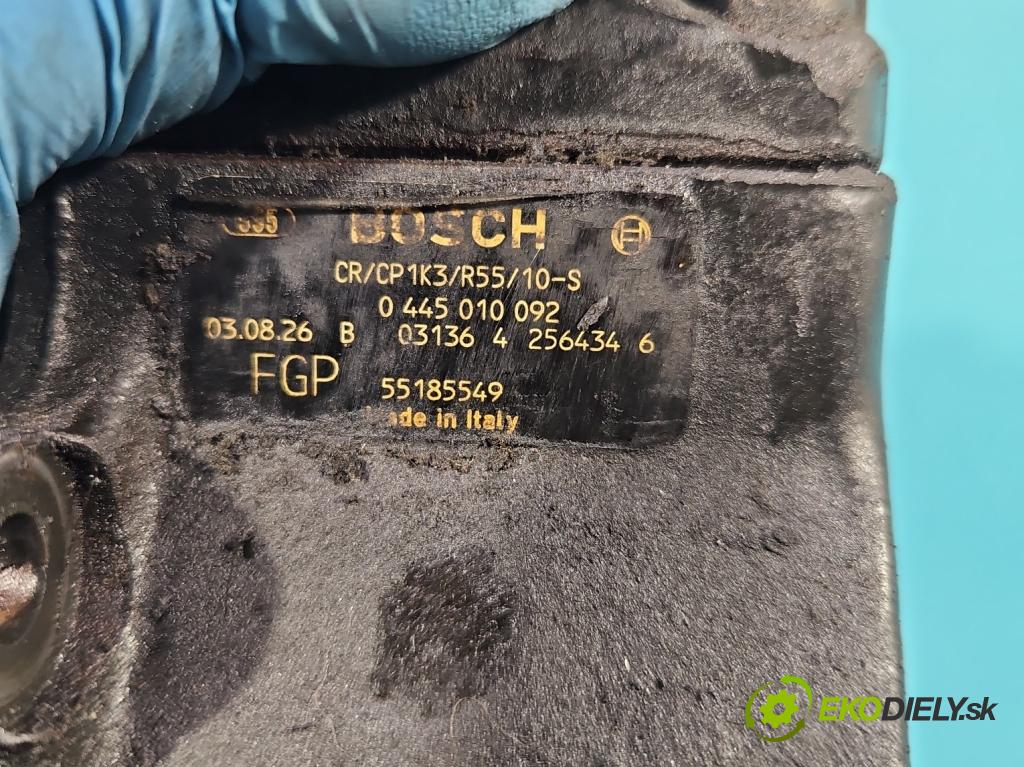 BOSCH
CR/CP1K3/R55/10-S
0 445 010 092
03.08.26 B 03136 4 256434 6
FGP 55185549
in Italy
EKODIELY.sk